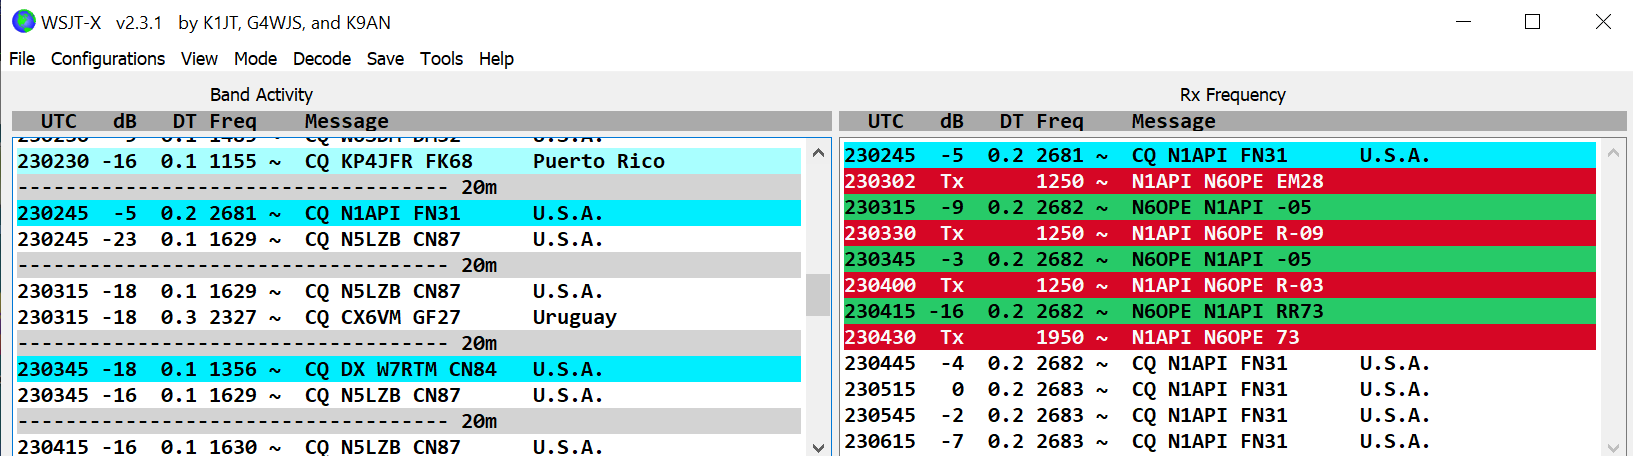 WSJT-X v2.3.1 by K1JT, G4WJS, and K9AN
File Configurations View Mode Decode Save Tools Help
Band Activity
UTC dB DT Freq Message
230230 -16 0.1 1155 ~ CQ KP4JFR FK68 Puerto Rico
------------------------------------ 20m
230245 -5 0.2 2681 ~ CQ N1API FN31 U.S.A.
230245 -23 0.1 1629 ~ CQ N5LZB CN87 U.S.A.
------------------------------------ 20m
230315 -18 0.1 1629 ~ CQ N5LZB CN87 U.S.A.
230315 -18 0.3 2327 ~ CQ CX6VM GF27 Uruguay
------------------------------------ 20m
230345 -18 0.1 1356 ~ CQ DX W7RTM CN84 U.S.A.
230345 -16 0.1 1629 ~ CQ N5LZB CN87 U.S.A.
------------------------------------ 20m
230415 -16 0.1 1630 ~ CQ N5LZB CN87 U.S.A.
Rx Frequency
UTC dB DT Freq Message
230245 -5 0.2 2681 ~ CQ N1API FN31 U.S.A.
230302 Tx 1250 ~ N1API N6OPE EM28
230315 -9 0.2 2682 ~ N6OPE N1API -05
230330 Tx 1250 ~ N1API N6OPE R-09
230345 -3 0.2 2682 ~ N6OPE N1API -05
230400 Tx 1250 ~ N1API N6OPE R-03
230415 -16 0.2 2682 ~ N6OPE N1API RR73
230430 Tx 1950 ~ N1API N6OPE 73
230445 -4 0.2 2682 ~ CQ N1API FN31 U.S.A.
230515 0 0.2 2683 ~ CQ N1API FN31 U.S.A.
230545 -2 0.2 2683 ~ CQ N1API FN31 U.S.A.
230615 -7 0.2 2683 ~ CQ N1API FN31 U.S.A.